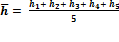 h̅ = (h₁+ h₂+ h₃+ h₄+ h₅)/5